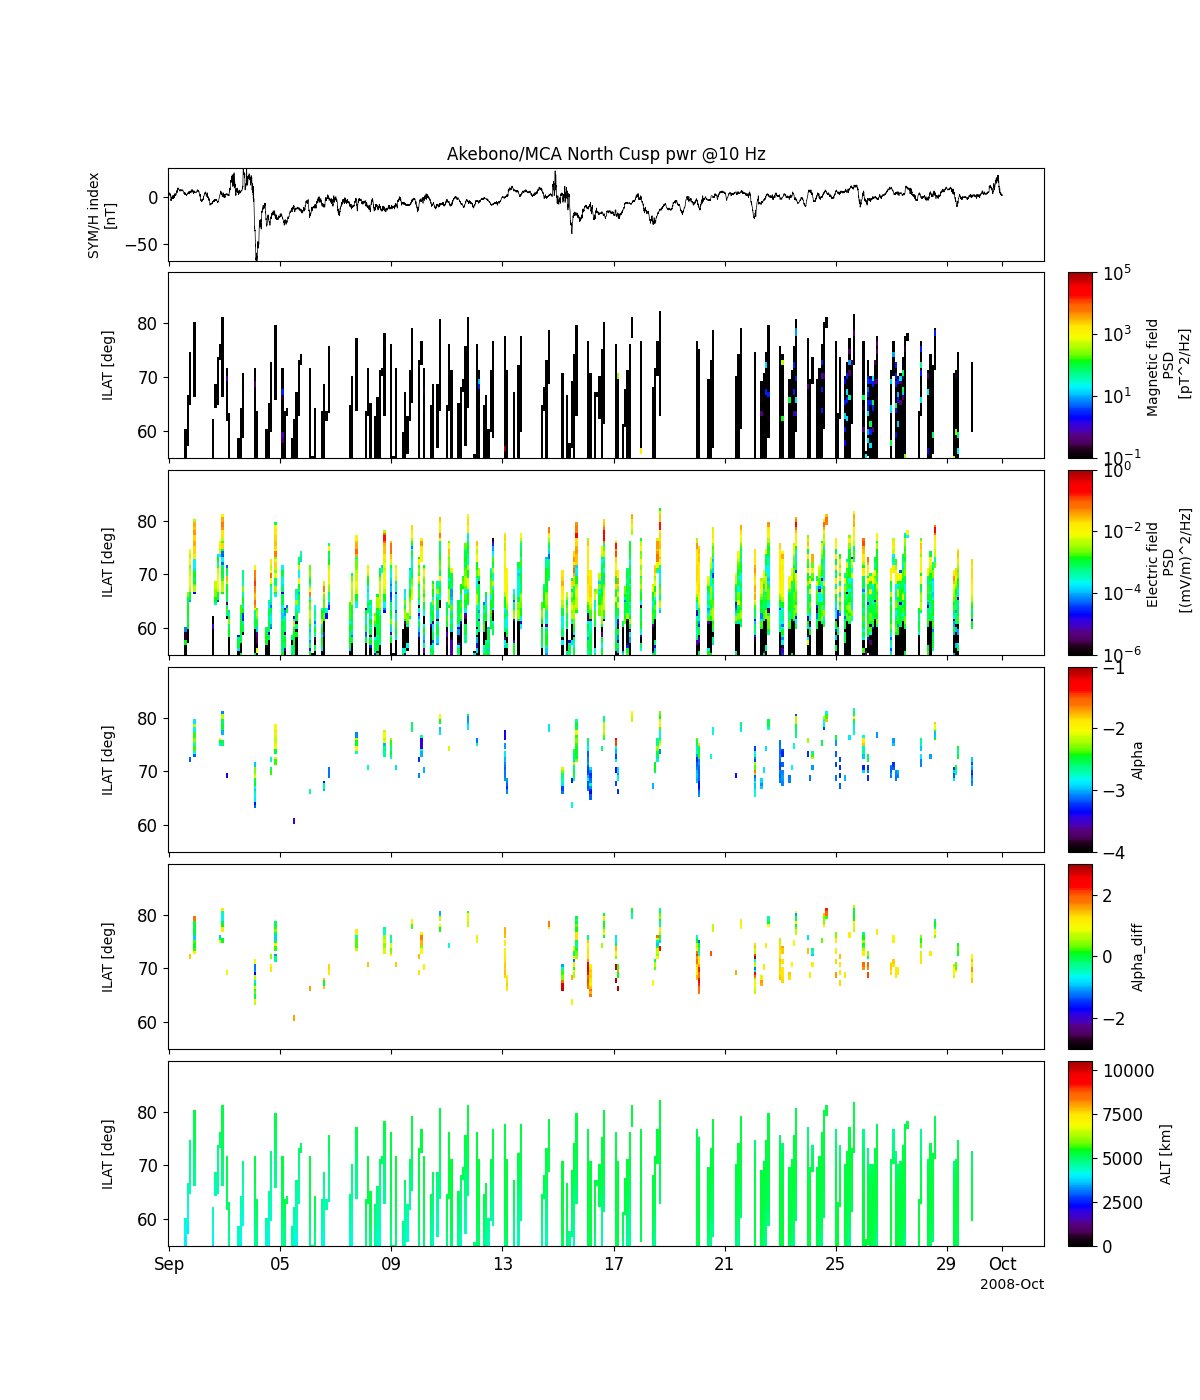 Akebono/MCA North Cusp pwr @10 Hz
SYM/H index
[nT]
0
−50
ILAT [deg]
80
70
60
10^5
10^3
10^1
10^−1
Magnetic field
PSD
[pT^2/Hz]
ILAT [deg]
80
70
60
10^0
10^−2
10^−4
10^−6
Electric field
PSD
[(mV/m)^2/Hz]
ILAT [deg]
80
70
60
−1
−2
−3
−4
Alpha
ILAT [deg]
80
70
60
2
0
−2
Alpha_diff
ILAT [deg]
80
70
60
10000
7500
5000
2500
0
ALT [km]
Sep 05 09 13 17 21 25 29 Oct
2008-Oct